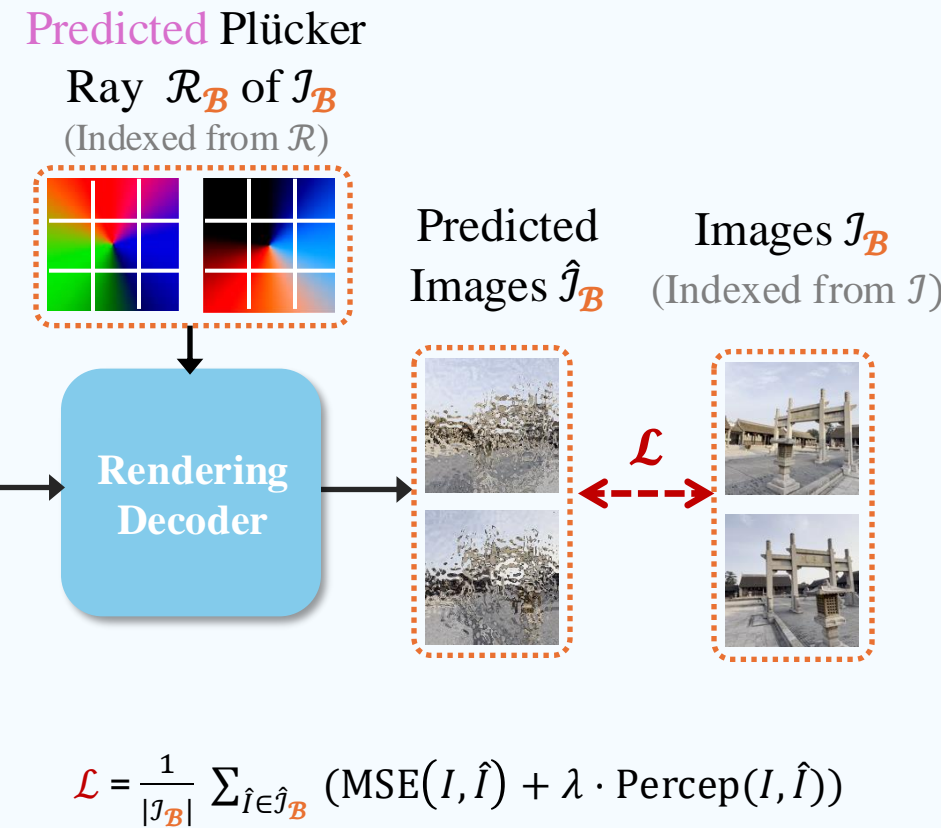 Predicted Plücker
Ray ℛ_ℬ of ℐ_ℬ
(Indexed from ℛ)
Predicted
Images ℐ̂_ℬ
Images ℐ_ℬ
(Indexed from ℐ)
ℒ
Rendering
Decoder
ℒ = 1/|ℐ_ℬ| ∑_{Î∈ℐ̂_ℬ} (MSE(I, Î) + λ · Percep(I, Î))